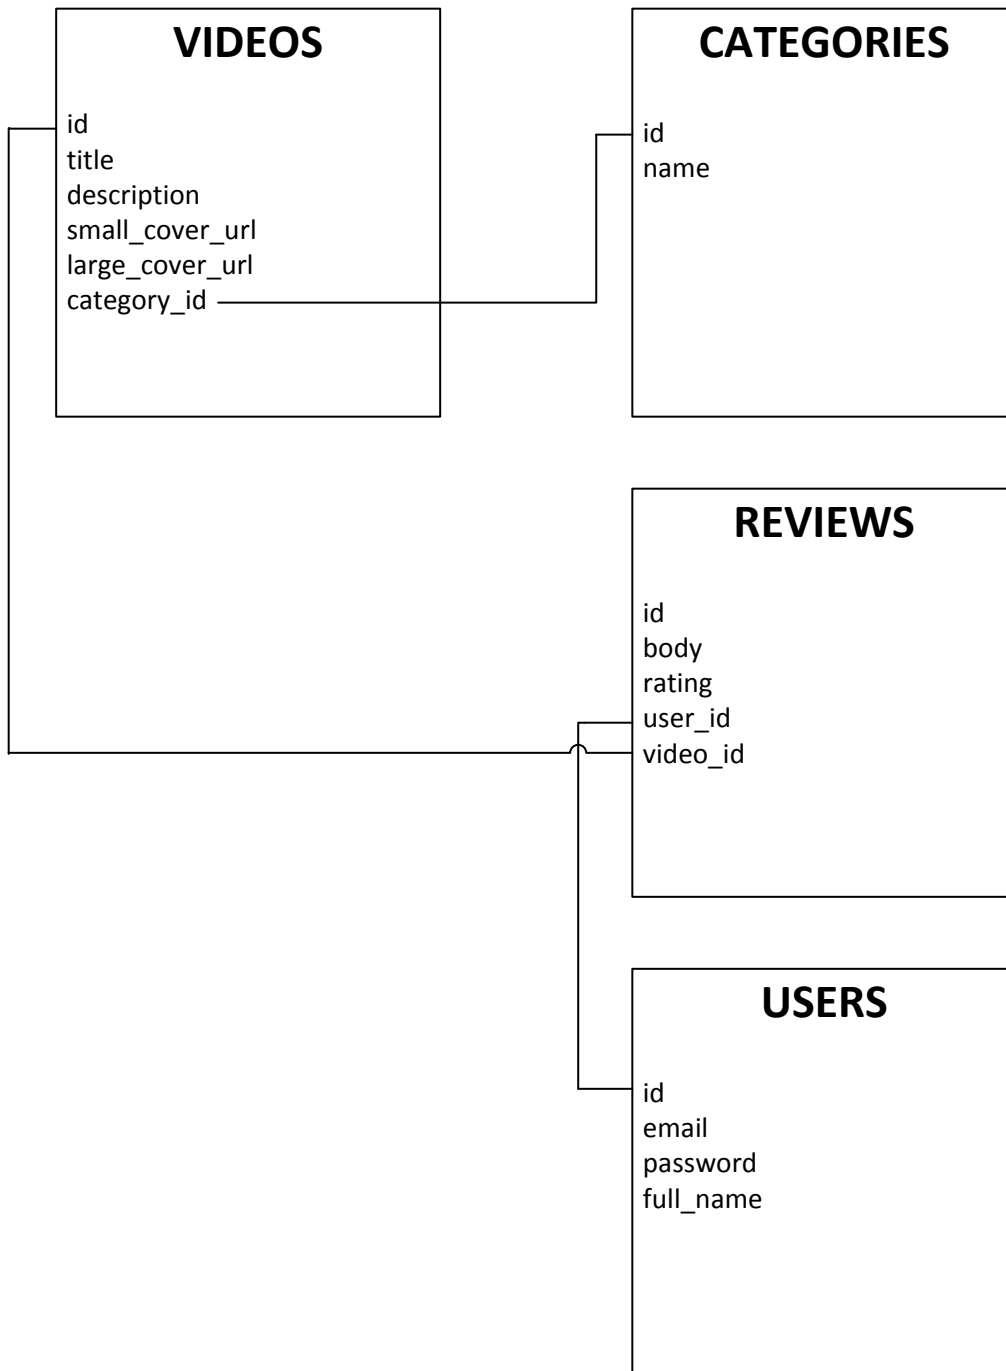 VIDEOS
id
title
description
small_cover_url
large_cover_url
category_id
CATEGORIES
id
name
REVIEWS
id
body
rating
user_id
video_id
USERS
id
email
password
full_name